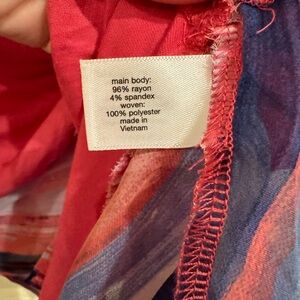 main body:
96% rayon
4% spandex
woven:
100% polyester
made in
Vietnam